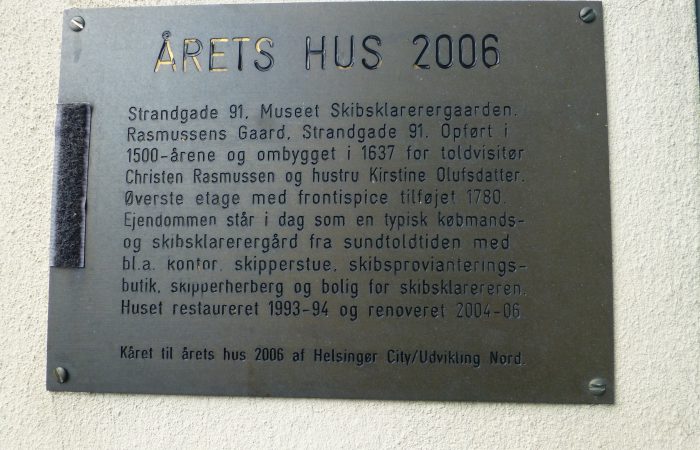 ÅRETS HUS 2006
Strandgade 91, Museet Skibsklarerergaarden.
Rasmussens Gaard, Strandgade 91. Opført i
1500-årene og ombygget i 1637 for toldvisitør
Christen Rasmussen og hustru Kirstine Olufsdatter.
Øverste etage med frontispice tilføjet 1780.
Ejendommen står i dag som en typisk købmands-
og skibsklarerergård fra sundtoldtiden med
bl.a. kontor, skipperstue, skibsprovianterings-
butik, skipperherberg og bolig for skibsklarereren.
Huset restaureret 1993-94 og renoveret 2004-06
Kåret til årets hus 2006 af Helsingør City/Udvikling Nord.